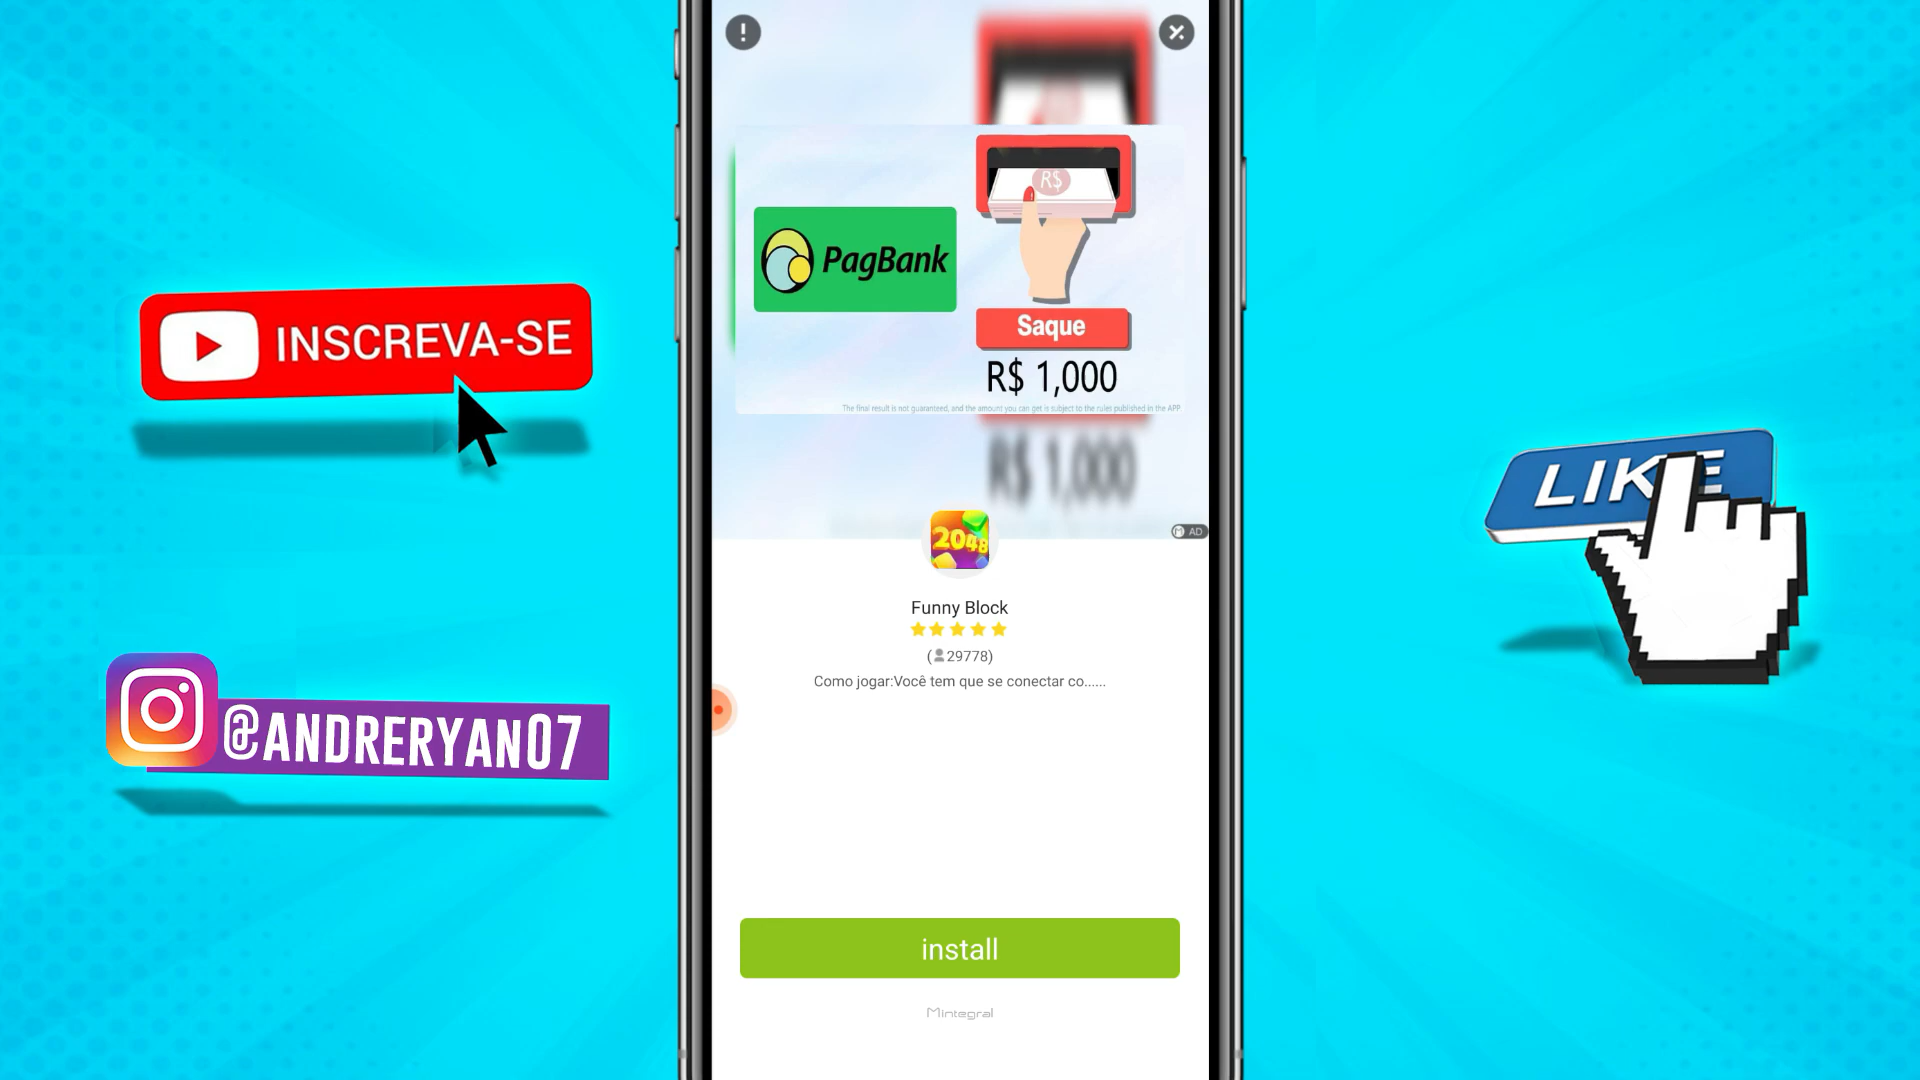 INSCREVA-SE
@ANDRERYAN07
!
R$
PagBank
Saque
R$ 1,000
The final result is not guaranteed, and the amount you can get is subject to the rules published in the APP
R$ 1,000
AD
2048
Funny Block
(29778)
Como jogar:Você tem que se conectar co......
install
Mintegral
LIKE